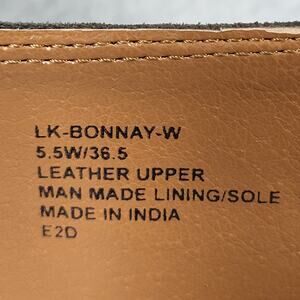 LK-BONNAY-W
5.5W/36.5
LEATHER UPPER
MAN MADE LINING/SOLE
MADE IN INDIA
E2D